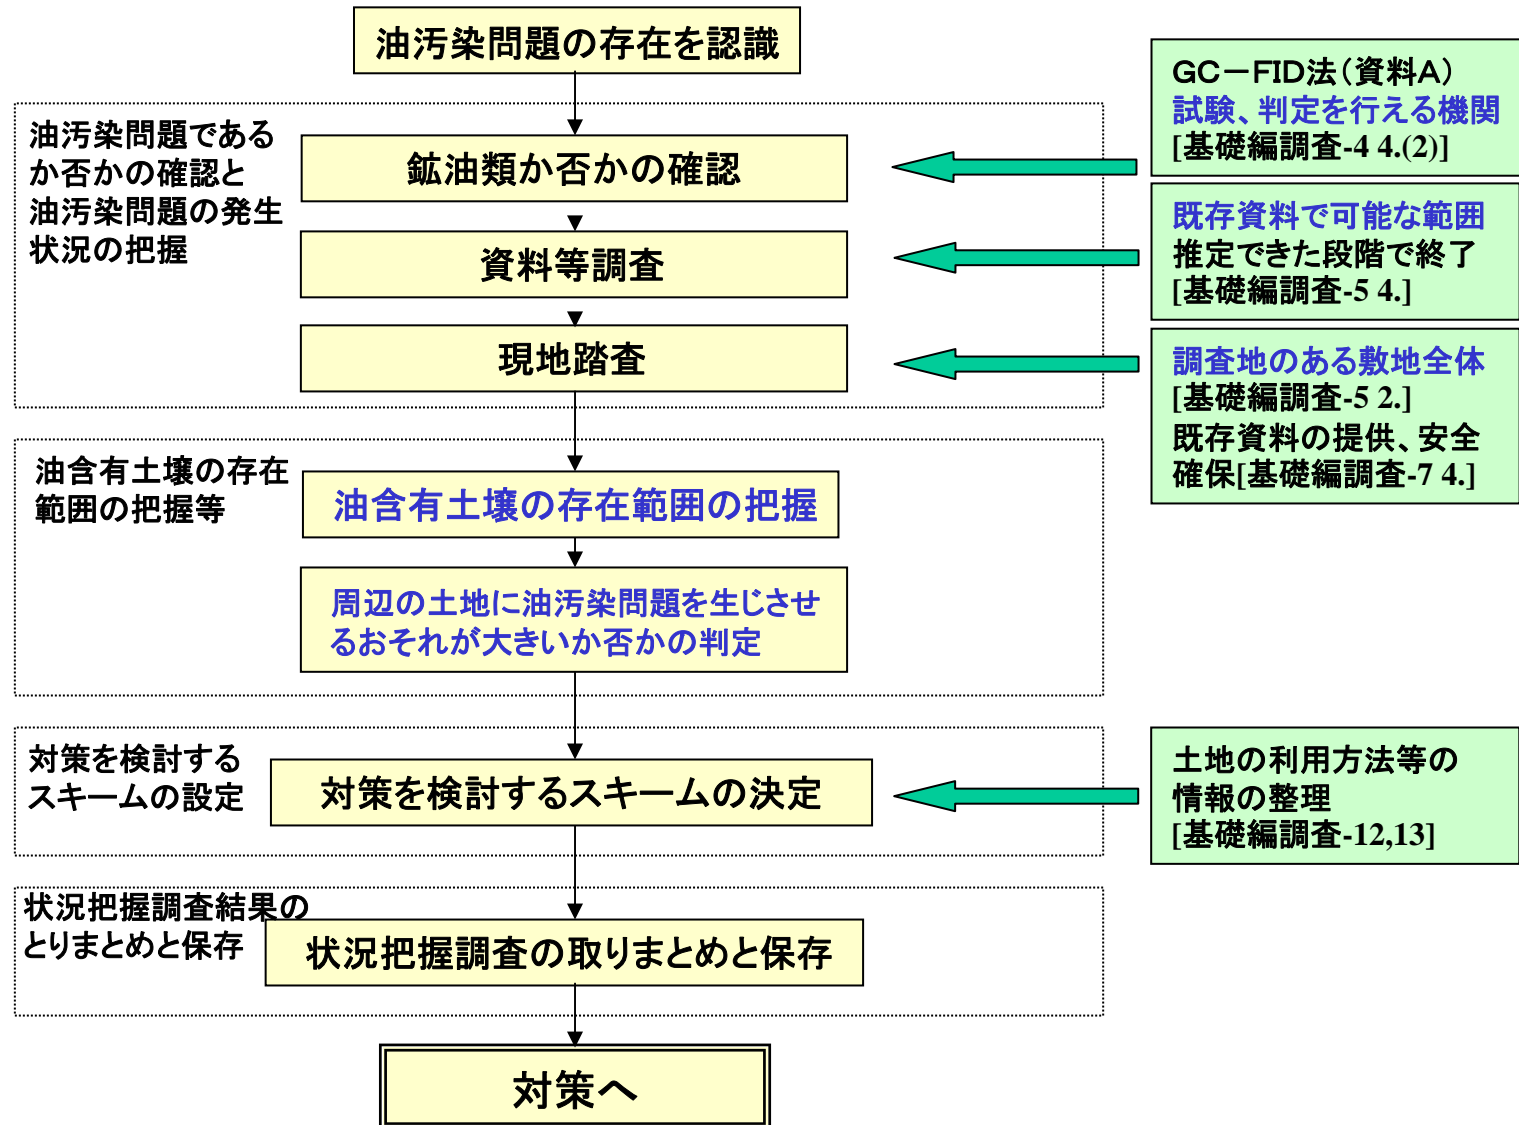 油汚染問題の存在を認識
油汚染問題である
か否かの確認と
油汚染問題の発生
状況の把握
鉱油類か否かの確認
資料等調査
現地踏査
GC－FID法（資料A）
試験、判定を行える機関
[基礎編調査-4 4.(2)]
既存資料で可能な範囲
推定できた段階で終了
[基礎編調査-5 4.]
調査地のある敷地全体
[基礎編調査-5 2.]
既存資料の提供、安全
確保[基礎編調査-7 4.]
油含有土壌の存在
範囲の把握等
油含有土壌の存在範囲の把握
周辺の土地に油汚染問題を生じさせ
るおそれが大きいか否かの判定
対策を検討する
スキームの設定
対策を検討するスキームの決定
土地の利用方法等の
情報の整理
[基礎編調査-12,13]
状況把握調査結果の
とりまとめと保存
状況把握調査の取りまとめと保存
対策へ